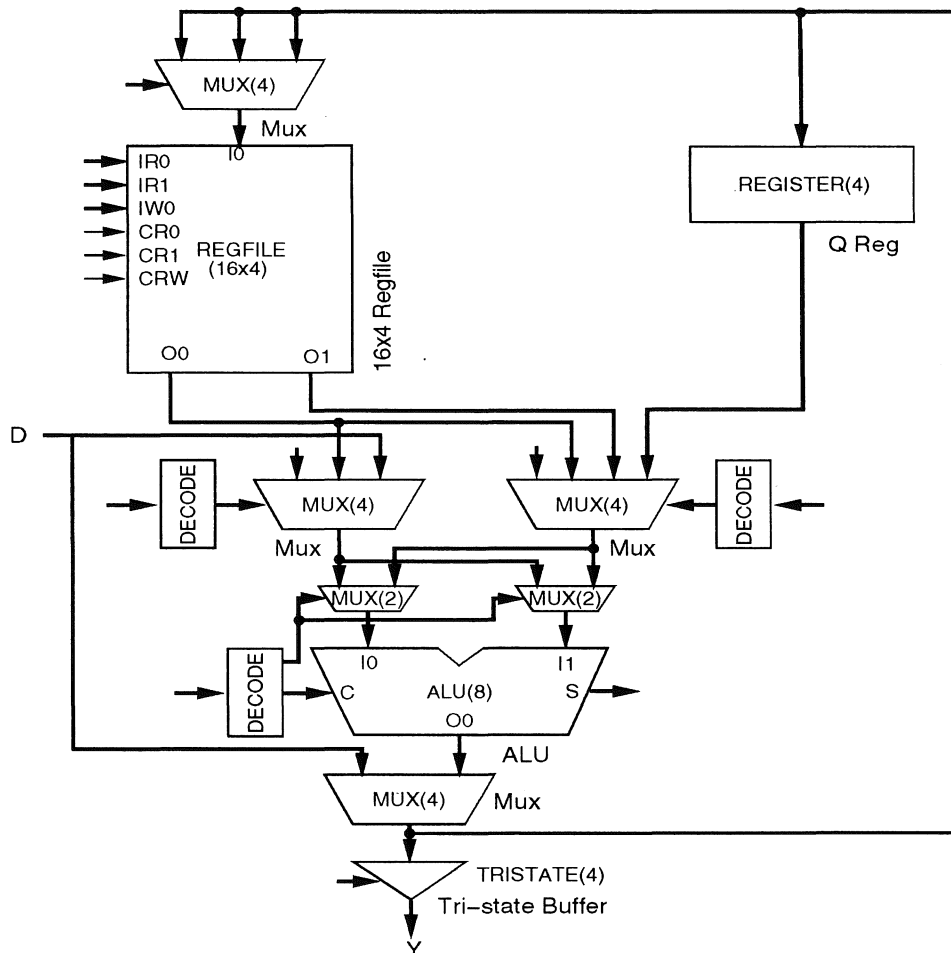 MUX(4)
Mux
I0
IR0
IR1
IW0
CR0
CR1
CRW
REGFILE
(16x4)
O0
O1
16x4 Regfile
REGISTER(4)
Q Reg
D
DECODE
MUX(4)
Mux
MUX(4)
Mux
DECODE
MUX(2)
MUX(2)
DECODE
I0
I1
C
ALU(8)
S
O0
ALU
MUX(4)
Mux
TRISTATE(4)
Tri-state Buffer
Y